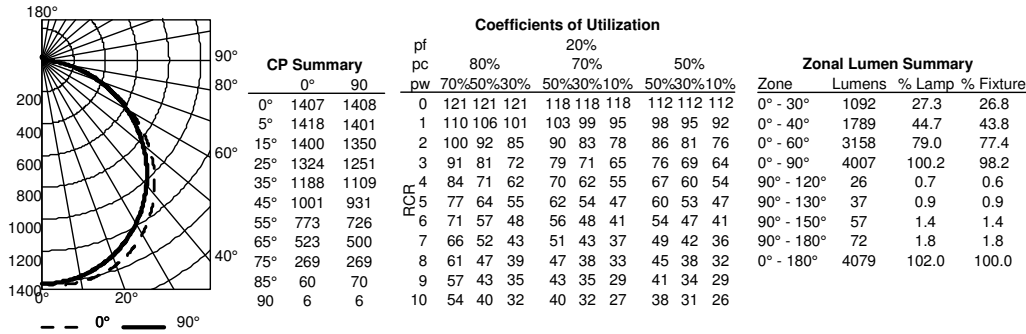 180°
90°
80°
60°
40°
200
400
600
800
1000
1200
1400
0° 20°
0° 90°
CP Summary
0° 90
0° 1407 1408
5° 1418 1401
15° 1400 1350
25° 1324 1251
35° 1188 1109
45° 1001 931
55° 773 726
65° 523 500
75° 269 269
85° 60 70
90 6 6
Coefficients of Utilization
pf 20%
pc 80% 70% 50%
pw 70%50%30% 50%30%10% 50%30%10%
RCR
0 121 121 121 118 118 118 112 112 112
1 110 106 101 103 99 95 98 95 92
2 100 92 85 90 83 78 86 81 76
3 91 81 72 79 71 65 76 69 64
4 84 71 62 70 62 55 67 60 54
5 77 64 55 62 54 47 60 53 47
6 71 57 48 56 48 41 54 47 41
7 66 52 43 51 43 37 49 42 36
8 61 47 39 47 38 33 45 38 32
9 57 43 35 43 35 29 41 34 29
10 54 40 32 40 32 27 38 31 26
Zonal Lumen Summary
Zone Lumens % Lamp % Fixture
0° - 30° 1092 27.3 26.8
0° - 40° 1789 44.7 43.8
0° - 60° 3158 79.0 77.4
0° - 90° 4007 100.2 98.2
90° - 120° 26 0.7 0.6
90° - 130° 37 0.9 0.9
90° - 150° 57 1.4 1.4
90° - 180° 72 1.8 1.8
0° - 180° 4079 102.0 100.0